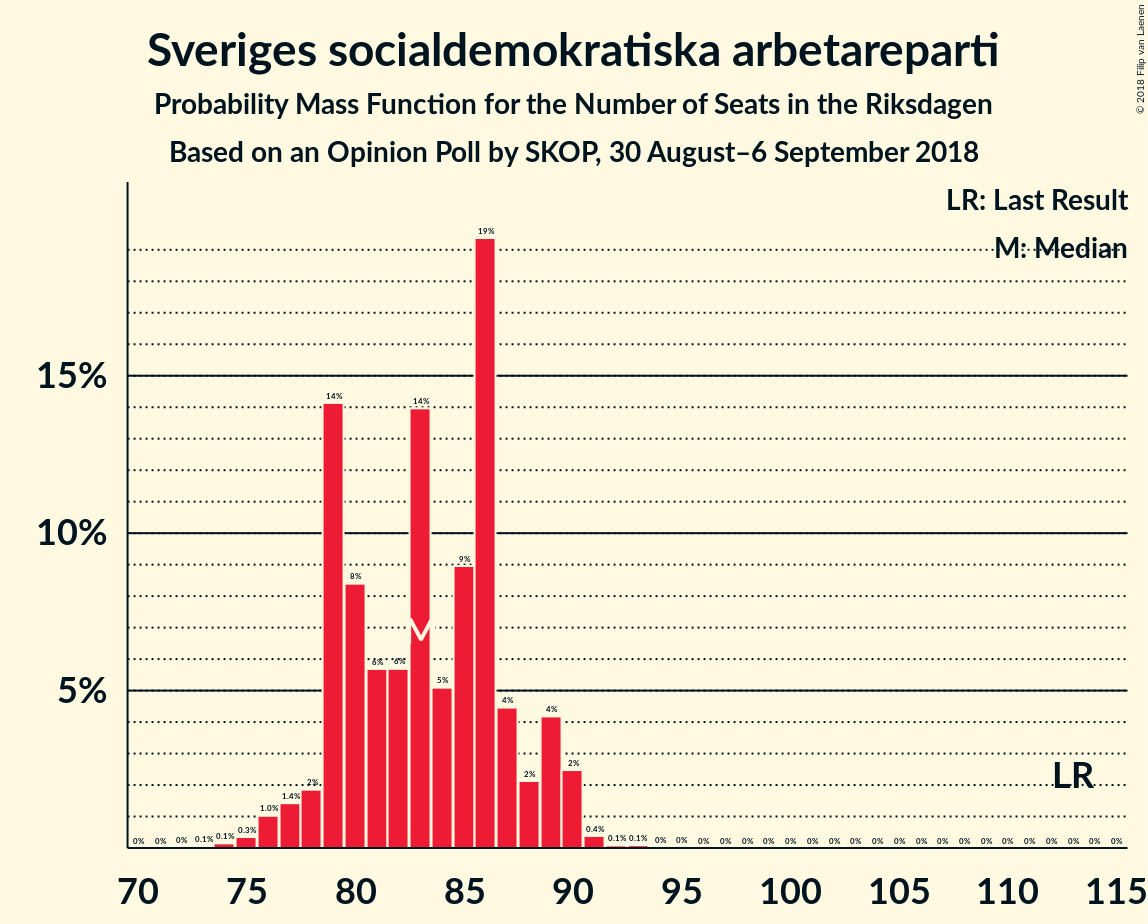 Sveriges socialdemokratiska arbetareparti
Probability Mass Function for the Number of Seats in the Riksdagen
Based on an Opinion Poll by SKOP, 30 August–6 September 2018
© 2018 Filip van Laenen
LR: Last Result
M: Median
15%
10%
5%
0% 0% 0% 0.1% 0.1% 0.3% 1.0% 1.4% 2% 14% 8% 6% 6% 14% 5% 9% 19% 4% 2% 4% 2% 0.4% 0.1% 0.1% 0% 0% 0% 0% 0% 0% 0% 0% 0% 0% 0% 0% 0% 0% 0% 0% 0% 0% 0% 0% 0% 0%
M
LR
70 75 80 85 90 95 100 105 110 115